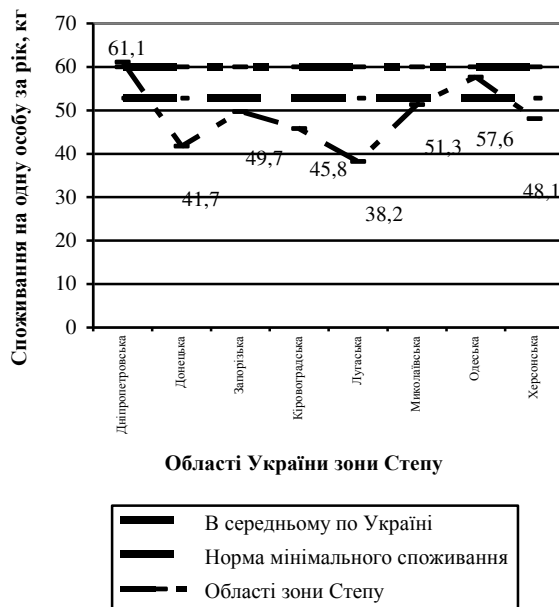 Споживання на одну особу за рік, кг
70
60
50
40
30
20
10
0
61,1
41,7
49,7
45,8
38,2
51,3
57,6
48,1
Дніпропетровська
Донецька
Запорізька
Кіровоградська
Лугаська
Миколаївська
Одеська
Херсонська
Області України зони Степу
В середньому по Україні
Норма мінімального споживання
Області зони Степу